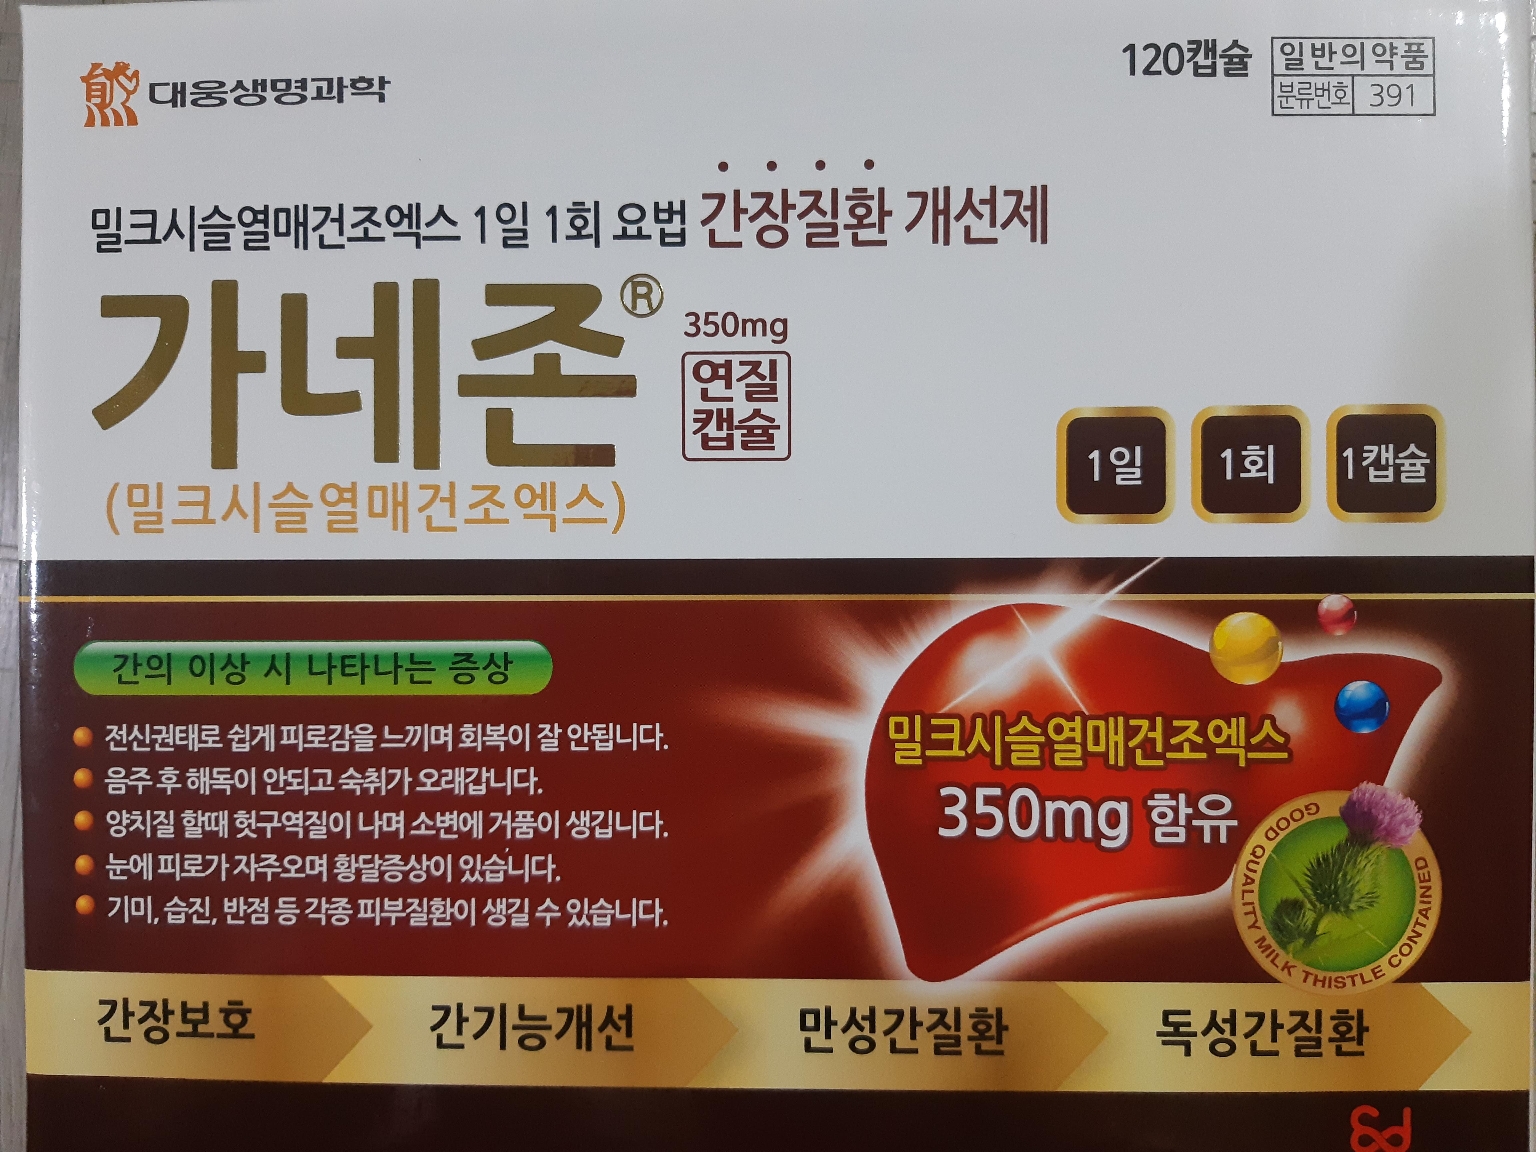 대웅생명과학
120캡슐
일반의약품
분류번호 391
밀크시슬열매건조엑스 1일 1회 요법 간장질환 개선제
가네존®
350mg
연질
캡슐
(밀크시슬열매건조엑스)
1일 1회 1캡슐
간의 이상 시 나타나는 증상
전신권태로 쉽게 피로감을 느끼며 회복이 잘 안됩니다.
음주 후 해독이 안되고 숙취가 오래갑니다.
양치질 할때 헛구역질이 나며 소변에 거품이 생깁니다.
눈에 피로가 자주오며 황달증상이 있습니다.
기미, 습진, 반점 등 각종 피부질환이 생길 수 있습니다.
밀크시슬열매건조엑스
350mg 함유
GOOD QUALITY MILK THISTLE CONTAINED
간장보호 간기능개선 만성간질환 독성간질환